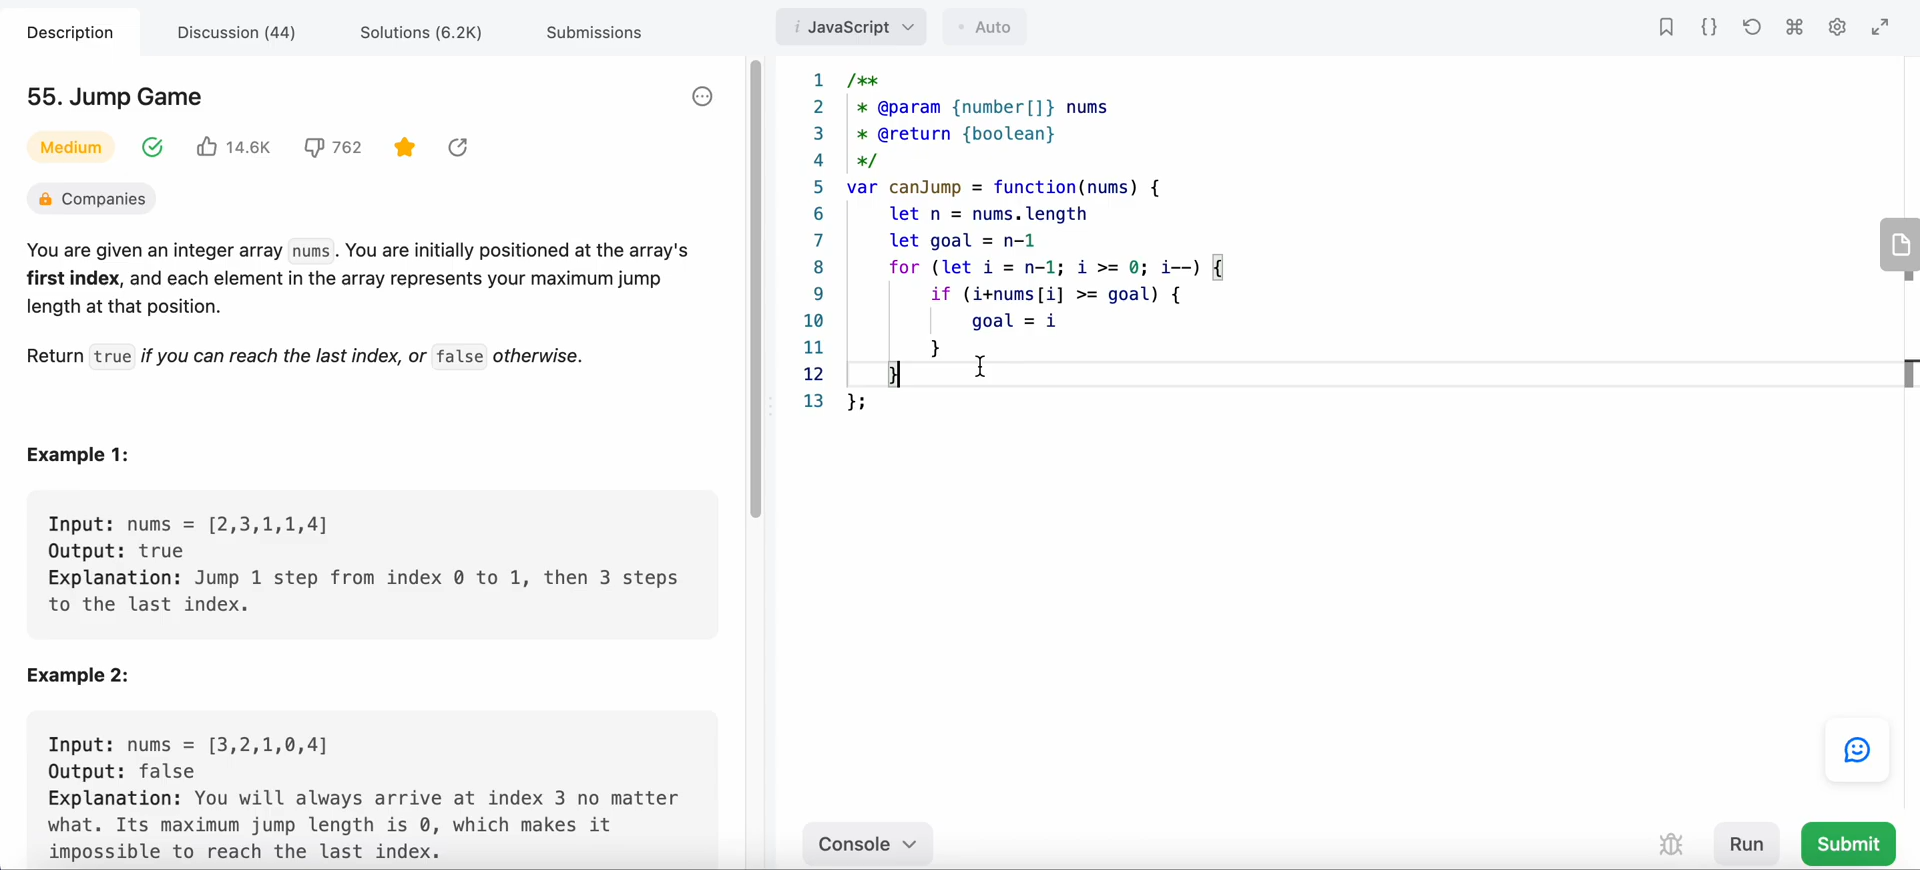 Description Discussion (44) Solutions (6.2K) Submissions
55. Jump Game
Medium 14.6K 762
Companies
You are given an integer array nums. You are initially positioned at the array's
first index, and each element in the array represents your maximum jump
length at that position.
Return true if you can reach the last index, or false otherwise.
Example 1:
Input: nums = [2,3,1,1,4]
Output: true
Explanation: Jump 1 step from index 0 to 1, then 3 steps
to the last index.
Example 2:
Input: nums = [3,2,1,0,4]
Output: false
Explanation: You will always arrive at index 3 no matter
what. Its maximum jump length is 0, which makes it
impossible to reach the last index.
i JavaScript Auto
1 /**
2 * @param {number[]} nums
3 * @return {boolean}
4 */
5 var canJump = function(nums) {
6 let n = nums.length
7 let goal = n-1
8 for (let i = n-1; i >= 0; i--) {
9 if (i+nums[i] >= goal) {
10 goal = i
11 }
12 }
13 };
Console Run Submit